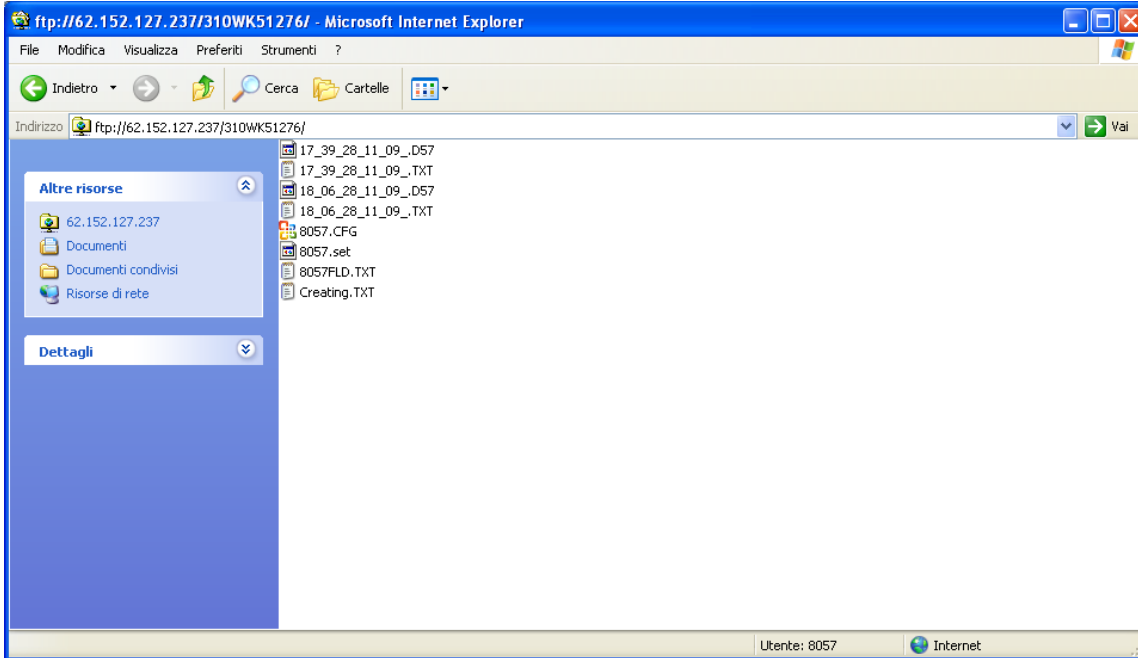 ftp://62.152.127.237/310WK51276/ - Microsoft Internet Explorer
File Modifica Visualizza Preferiti Strumenti ?
Indietro Cerca Cartelle
Indirizzo ftp://62.152.127.237/310WK51276/ Vai
Altre risorse
62.152.127.237
Documenti
Documenti condivisi
Risorse di rete
Dettagli
17_39_28_11_09_.D57
17_39_28_11_09_.TXT
18_06_28_11_09_.D57
18_06_28_11_09_.TXT
8057.CFG
8057.set
8057FLD.TXT
Creating.TXT
Utente: 8057 Internet